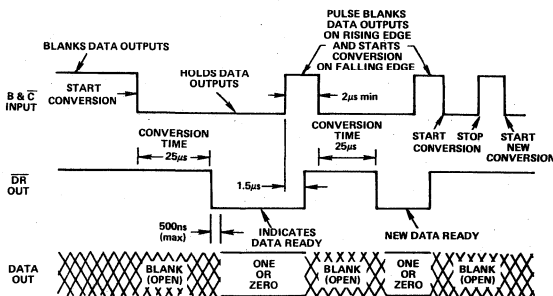 PULSE BLANKS
DATA OUTPUTS
ON RISING EDGE
AND STARTS
CONVERSION
ON FALLING EDGE
BLANKS DATA OUTPUTS
HOLDS DATA
OUTPUTS
B & C̅
INPUT
START
CONVERSION
2µs min
CONVERSION
TIME
25µs
CONVERSION
TIME
25µs
START
CONVERSION
STOP
START
NEW
CONVERSION
D̅R̅
OUT
1.5µs
500ns
(max)
INDICATES
DATA READY
NEW DATA READY
DATA
OUT
BLANK
(OPEN)
ONE
OR
ZERO
BLANK
(OPEN)
ONE
OR
ZERO
BLANK
(OPEN)